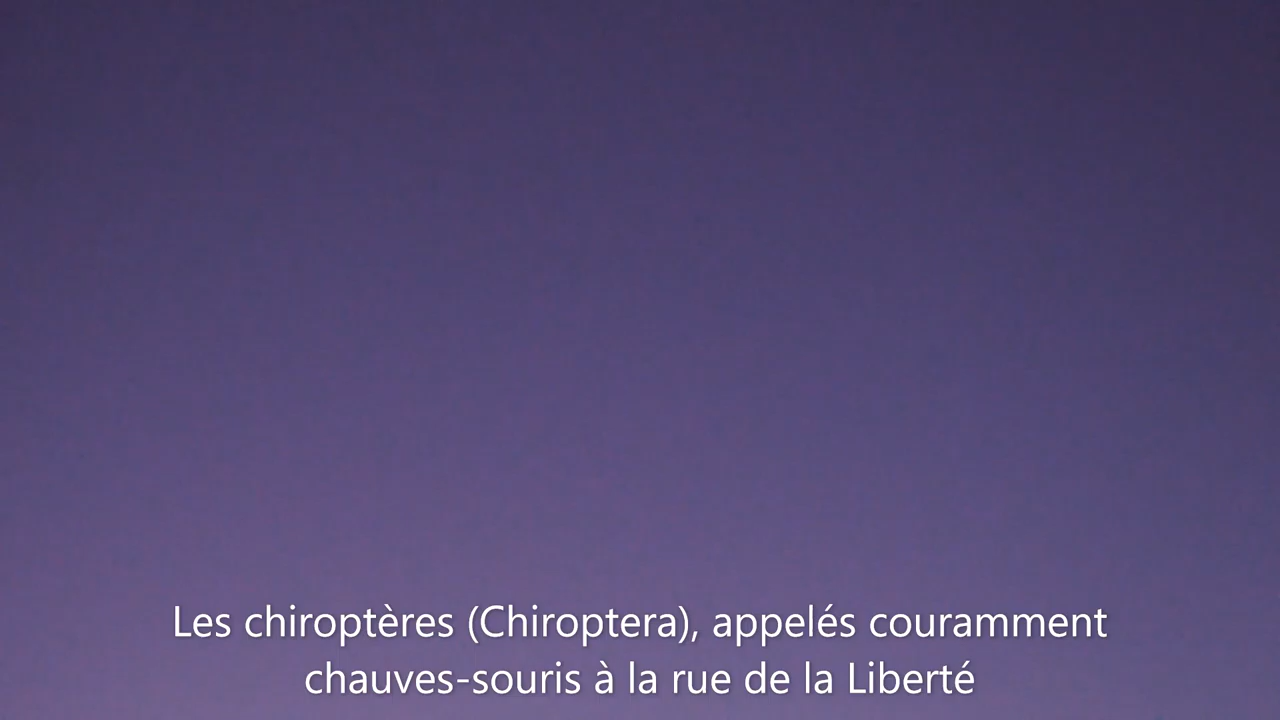 Les chiroptères (Chiroptera), appelés couramment
chauves-souris à la rue de la Liberté